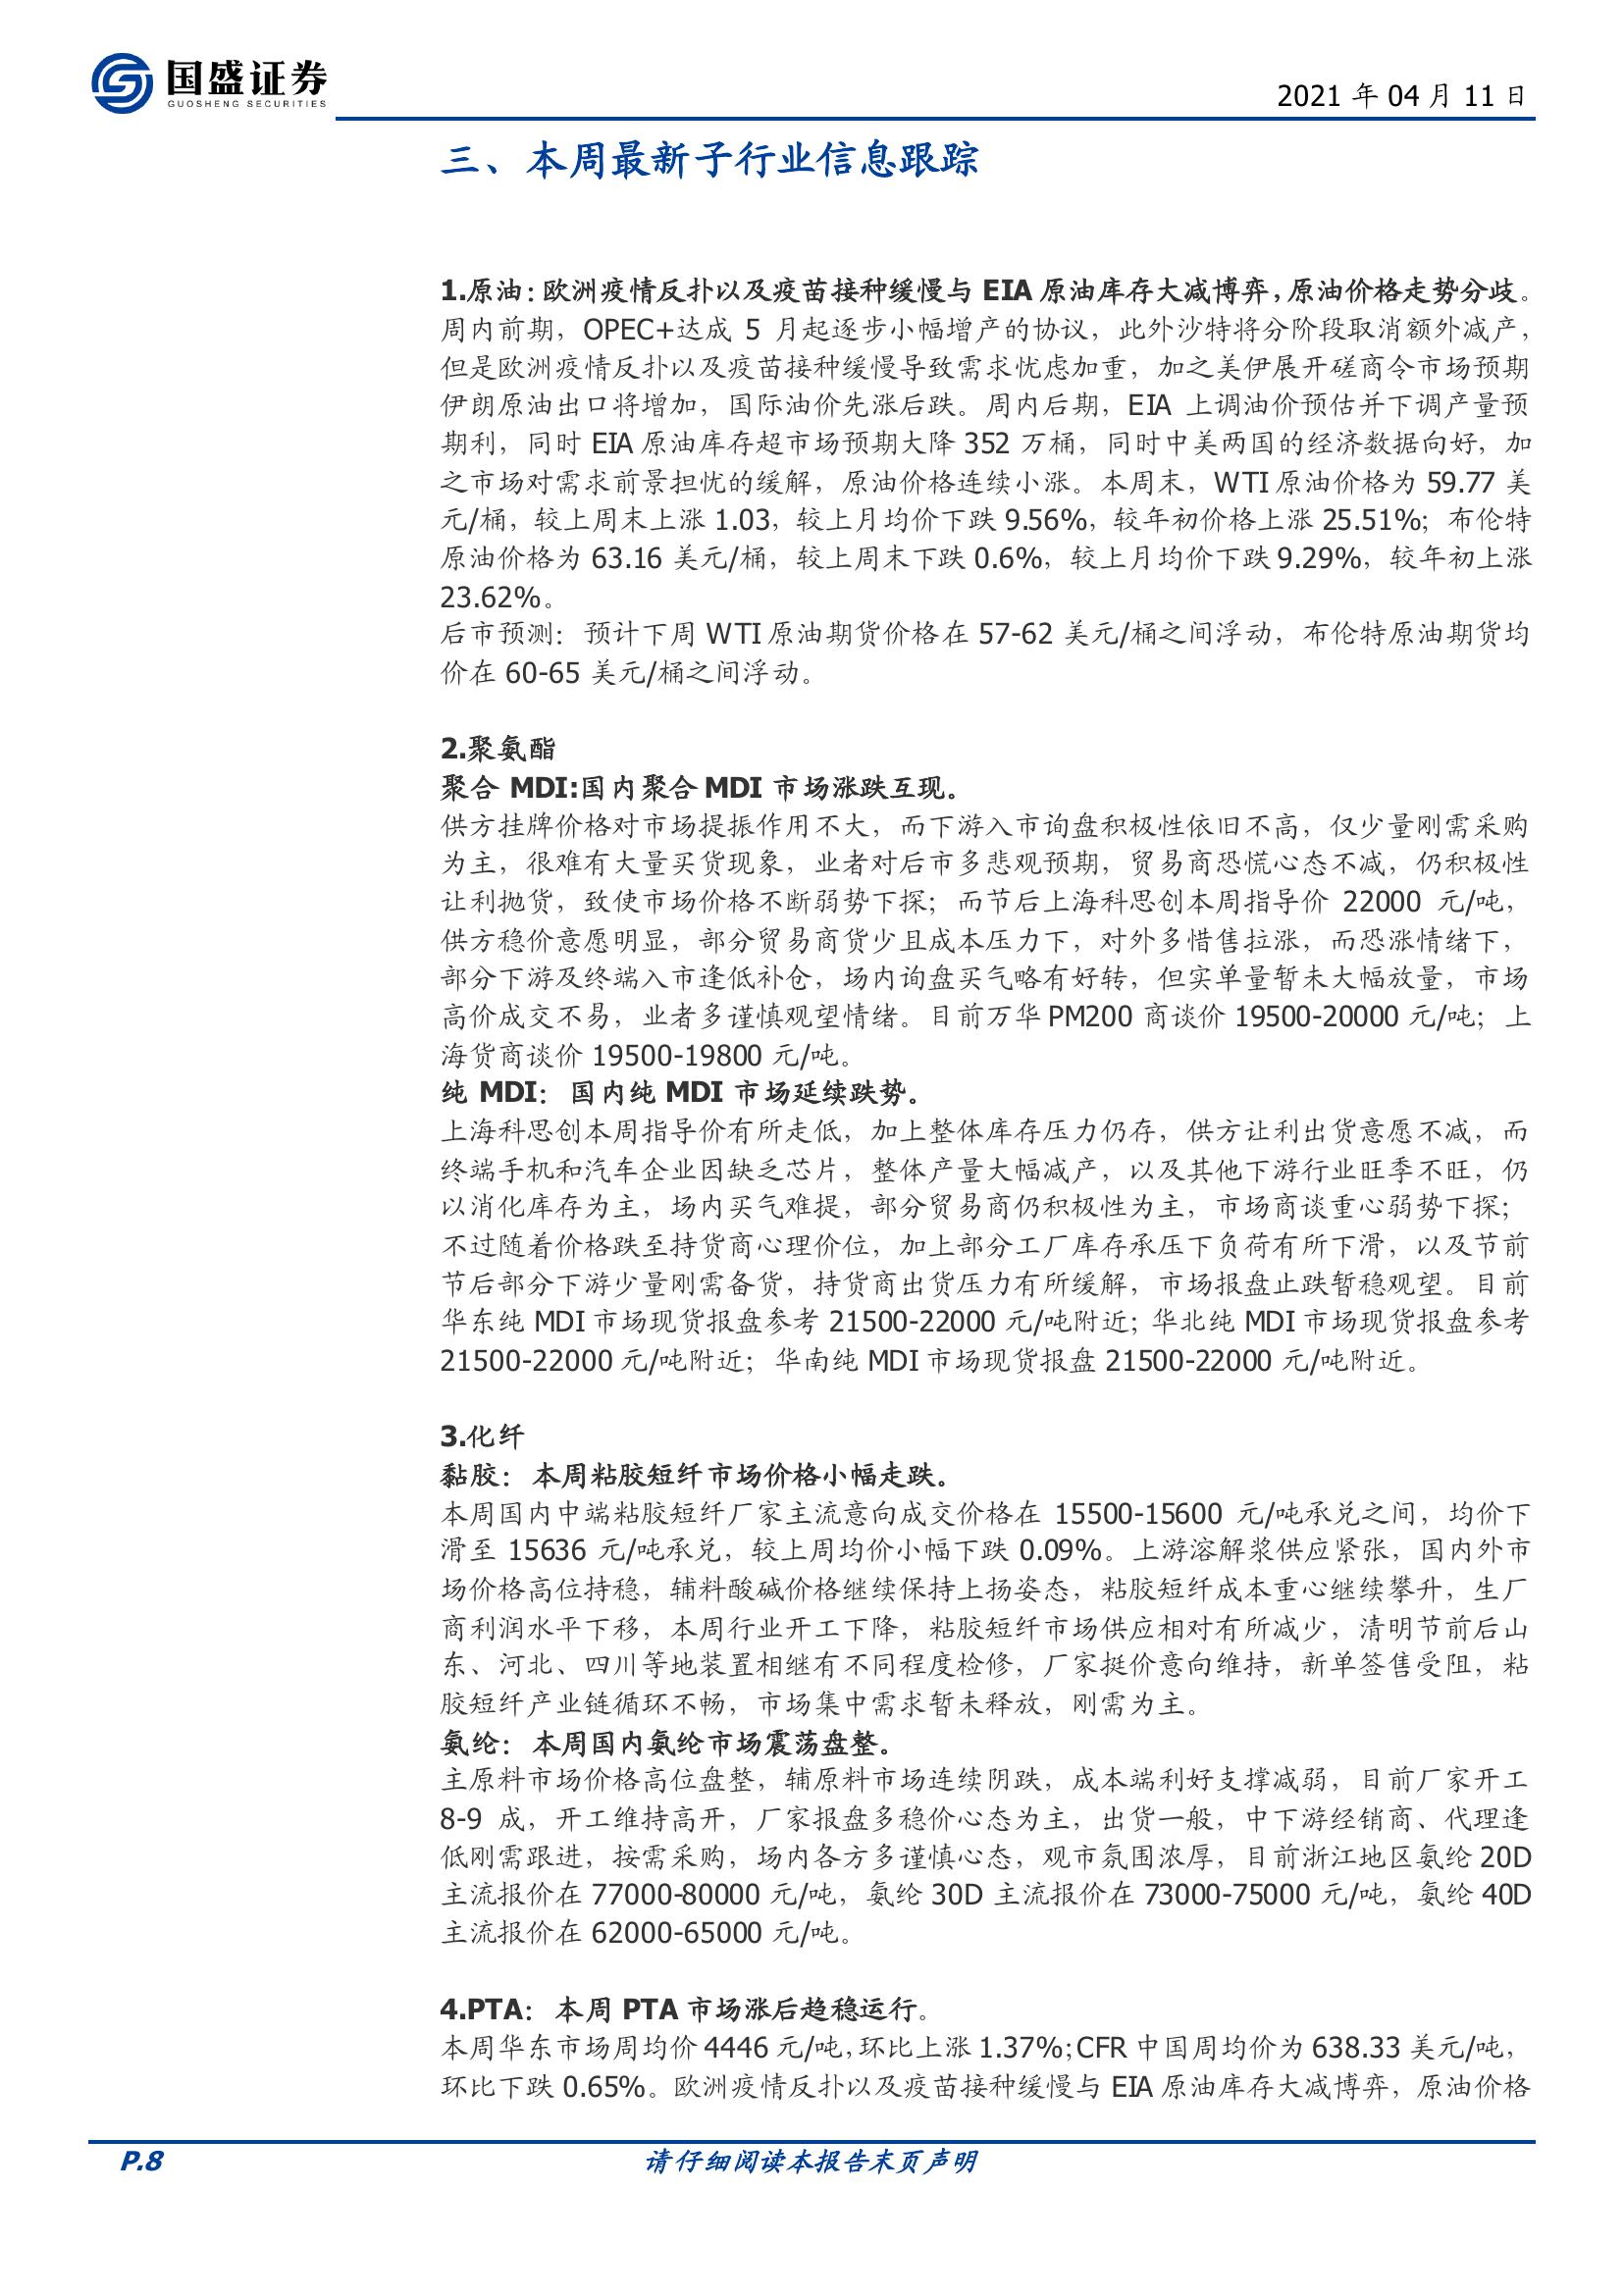 国盛证券
GUOSHENG SECURITIES
2021 年 04 月 11 日
三、本周最新子行业信息跟踪
1.原油：欧洲疫情反扑以及疫苗接种缓慢与 EIA 原油库存大减博弈，原油价格走势分歧。
周内前期，OPEC+达成 5 月起逐步小幅增产的协议，此外沙特将分阶段取消额外减产，
但是欧洲疫情反扑以及疫苗接种缓慢导致需求忧虑加重，加之美伊展开磋商令市场预期
伊朗原油出口将增加，国际油价先涨后跌。周内后期，EIA 上调油价预估并下调产量预
期利，同时 EIA 原油库存超市场预期大降 352 万桶，同时中美两国的经济数据向好，加
之市场对需求前景担忧的缓解，原油价格连续小涨。本周末，WTI 原油价格为 59.77 美
元/桶，较上周末上涨 1.03，较上月均价下跌 9.56%，较年初价格上涨 25.51%；布伦特
原油价格为 63.16 美元/桶，较上周末下跌 0.6%，较上月均价下跌 9.29%，较年初上涨
23.62%。
后市预测：预计下周 WTI 原油期货价格在 57-62 美元/桶之间浮动，布伦特原油期货均
价在 60-65 美元/桶之间浮动。
2.聚氨酯
聚合 MDI:国内聚合 MDI 市场涨跌互现。
供方挂牌价格对市场提振作用不大，而下游入市询盘积极性依旧不高，仅少量刚需采购
为主，很难有大量买货现象，业者对后市多悲观预期，贸易商恐慌心态不减，仍积极性
让利抛货，致使市场价格不断弱势下探；而节后上海科思创本周指导价 22000 元/吨，
供方稳价意愿明显，部分贸易商货少且成本压力下，对外多惜售拉涨，而恐涨情绪下，
部分下游及终端入市逢低补仓，场内询盘买气略有好转，但实单量暂未大幅放量，市场
高价成交不易，业者多谨慎观望情绪。目前万华 PM200 商谈价 19500-20000 元/吨；上
海货商谈价 19500-19800 元/吨。
纯 MDI： 国内纯 MDI 市场延续跌势。
上海科思创本周指导价有所走低，加上整体库存压力仍存，供方让利出货意愿不减，而
终端手机和汽车企业因缺乏芯片，整体产量大幅减产，以及其他下游行业旺季不旺，仍
以消化库存为主，场内买气难提，部分贸易商仍积极性为主，市场商谈重心弱势下探；
不过随着价格跌至持货商心理价位，加上部分工厂库存承压下负荷有所下滑，以及节前
节后部分下游少量刚需备货，持货商出货压力有所缓解，市场报盘止跌暂稳观望。目前
华东纯 MDI 市场现货报盘参考 21500-22000 元/吨附近；华北纯 MDI 市场现货报盘参考
21500-22000 元/吨附近；华南纯 MDI 市场现货报盘 21500-22000 元/吨附近。
3.化纤
黏胶： 本周粘胶短纤市场价格小幅走跌。
本周国内中端粘胶短纤厂家主流意向成交价格在 15500-15600 元/吨承兑之间，均价下
滑至 15636 元/吨承兑，较上周均价小幅下跌 0.09%。上游溶解浆供应紧张，国内外市
场价格高位持稳，辅料酸碱价格继续保持上扬姿态，粘胶短纤成本重心继续攀升，生厂
商利润水平下移，本周行业开工下降，粘胶短纤市场供应相对有所减少，清明节前后山
东、河北、四川等地装置相继有不同程度检修，厂家挺价意向维持，新单签售受阻，粘
胶短纤产业链循环不畅，市场集中需求暂未释放，刚需为主。
氨纶： 本周国内氨纶市场震荡盘整。
主原料市场价格高位盘整，辅原料市场连续阴跌，成本端利好支撑减弱，目前厂家开工
8-9 成，开工维持高开，厂家报盘多稳价心态为主，出货一般，中下游经销商、代理逢
低刚需跟进，按需采购，场内各方多谨慎心态，观市氛围浓厚，目前浙江地区氨纶 20D
主流报价在 77000-80000 元/吨，氨纶 30D 主流报价在 73000-75000 元/吨，氨纶 40D
主流报价在 62000-65000 元/吨。
4.PTA： 本周 PTA 市场涨后趋稳运行。
本周华东市场周均价 4446 元/吨，环比上涨 1.37%；CFR 中国周均价为 638.33 美元/吨，
环比下跌 0.65%。欧洲疫情反扑以及疫苗接种缓慢与 EIA 原油库存大减博弈，原油价格
P.8
请仔细阅读本报告末页声明